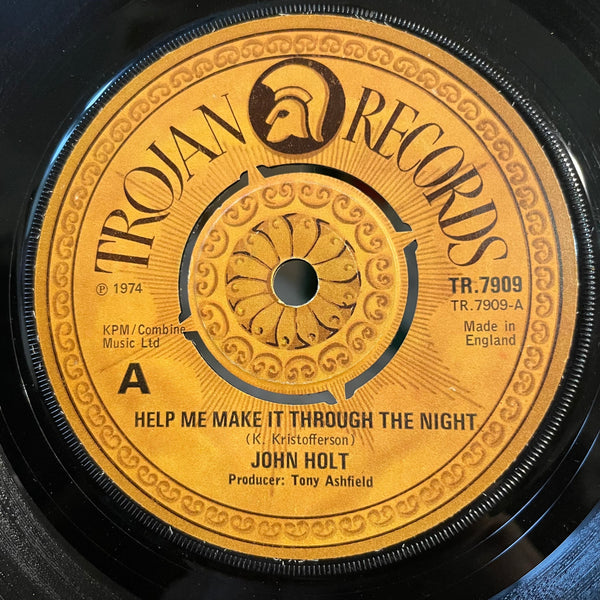 TROJAN RECORDS
℗ 1974
TR.7909
TR.7909-A
KPM/Combine
Music Ltd
Made in
England
A
HELP ME MAKE IT THROUGH THE NIGHT
(K. Kristofferson)
JOHN HOLT
Producer: Tony Ashfield